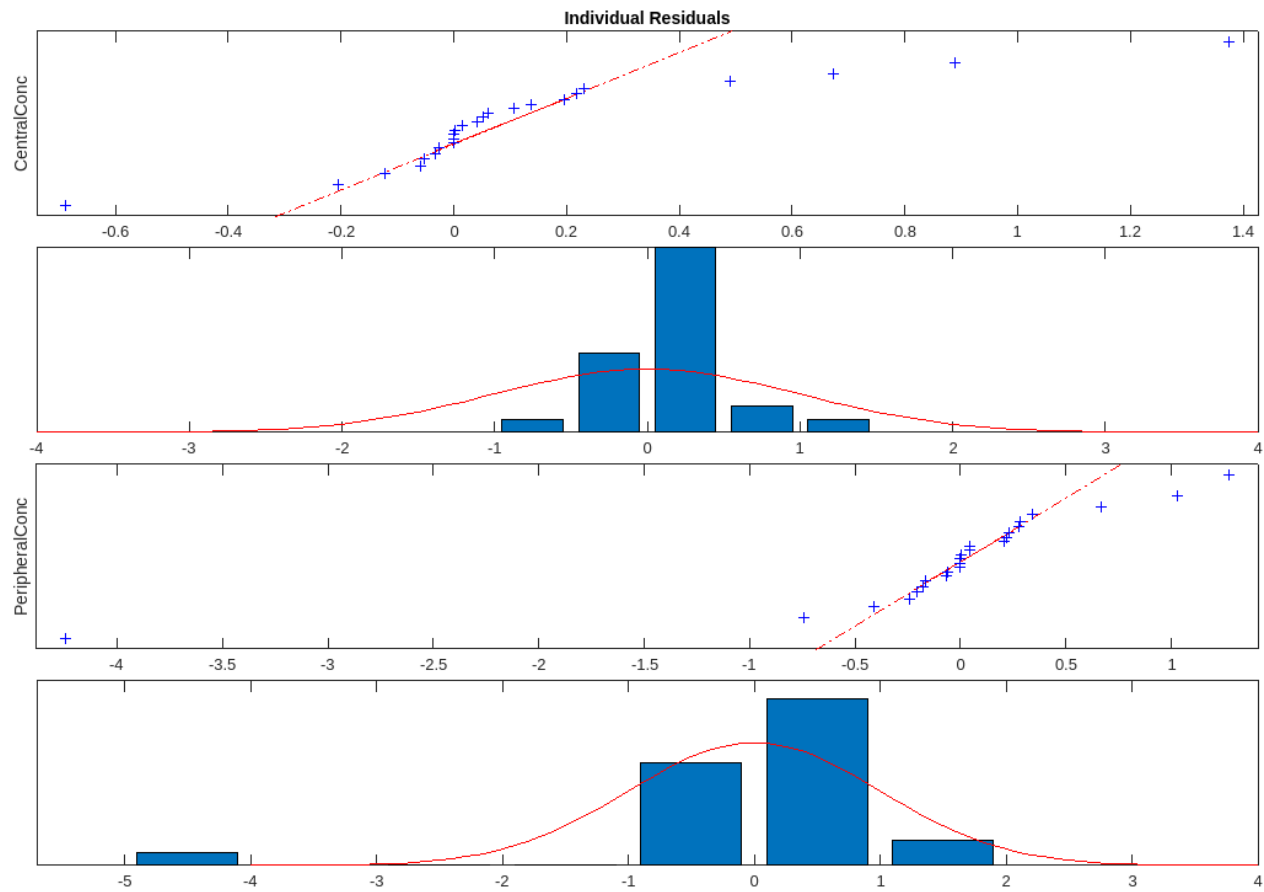 Individual Residuals
CentralConc
-0.6 -0.4 -0.2 0 0.2 0.4 0.6 0.8 1 1.2 1.4
-4 -3 -2 -1 0 1 2 3 4
PeripheralConc
-4 -3.5 -3 -2.5 -2 -1.5 -1 -0.5 0 0.5 1
-5 -4 -3 -2 -1 0 1 2 3 4